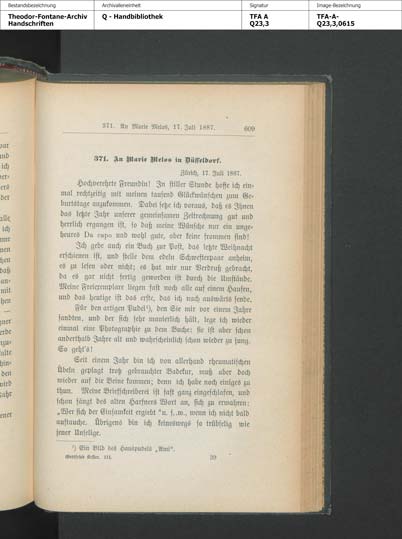 Bestandsbezeichnung Archivalieneinheit Signatur Image-Bezeichnung
Theodor-Fontane-Archiv Q - Handbibliothek TFA A TFA-A-
Handschriften Q23,3 Q23,3,0615
371. An Marie Melos, 17. Juli 1887. 609
371. An Marie Melos in Düsseldorf.
Zürich, 17. Juli 1887.
Hochverehrte Freundin! In stiller Stunde hoffe ich ein-
mal rechtzeitig mit meinen tausend Glückwünschen zum Ge-
burtstage anzukommen. Dabei sehe ich voraus, daß es Ihnen
das letzte Jahr unserer gemeinsamen Zeitrechnung gut und
herrlich ergangen ist, so daß meine Wünsche nur ein unge-
heures Da capo und wohl gute, aber keine frommen sind!
Ich gebe auch ein Buch zur Post, das letzte Weihnacht
erschienen ist, und stelle dem edeln Schwesterpaar anheim,
es zu lesen oder nicht; es hat mir nur Verdruß gebracht,
da es gar nicht fertig geworden ist durch die Umstände.
Meine Freiexemplare liegen fast noch alle auf einem Haufen,
und das heutige ist das erste, das ich nach auswärts sende.
Für den artigen Pudel¹), den Sie mir vor einem Jahre
sandten, und der sich sehr manierlich hält, lege ich wieder
einmal eine Photographie zu dem Buche; sie ist aber schon
anderthalb Jahre alt und wahrscheinlich schon wieder zu jung.
So geht's!
Seit einem Jahr bin ich von allerhand rheumatischen
Übeln geplagt trotz gebrauchter Badekur, muß aber doch
wieder auf die Beine kommen; denn ich habe noch einiges zu
thun. Meine Briefschreiberei ist fast ganz eingeschlafen, und
schon fängt des alten Harfners Wort an, sich zu erwahren:
„Wer sich der Einsamkeit ergiebt" u. s. w., wenn ich nicht bald
auftauche. Übrigens bin ich keineswegs so trübselig wie
jener Unselige.
¹) Ein Bild des Hauspudels „Ami".
Gottfried Keller. III. 39